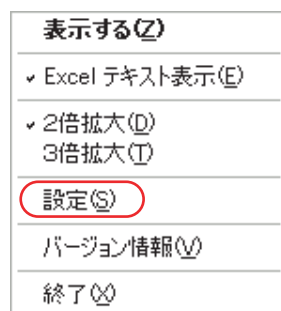 表示する(Z)
✓ Excel テキスト表示(E)
✓ 2倍拡大(D)
3倍拡大(T)
設定(S)
バージョン情報(V)
終了(X)